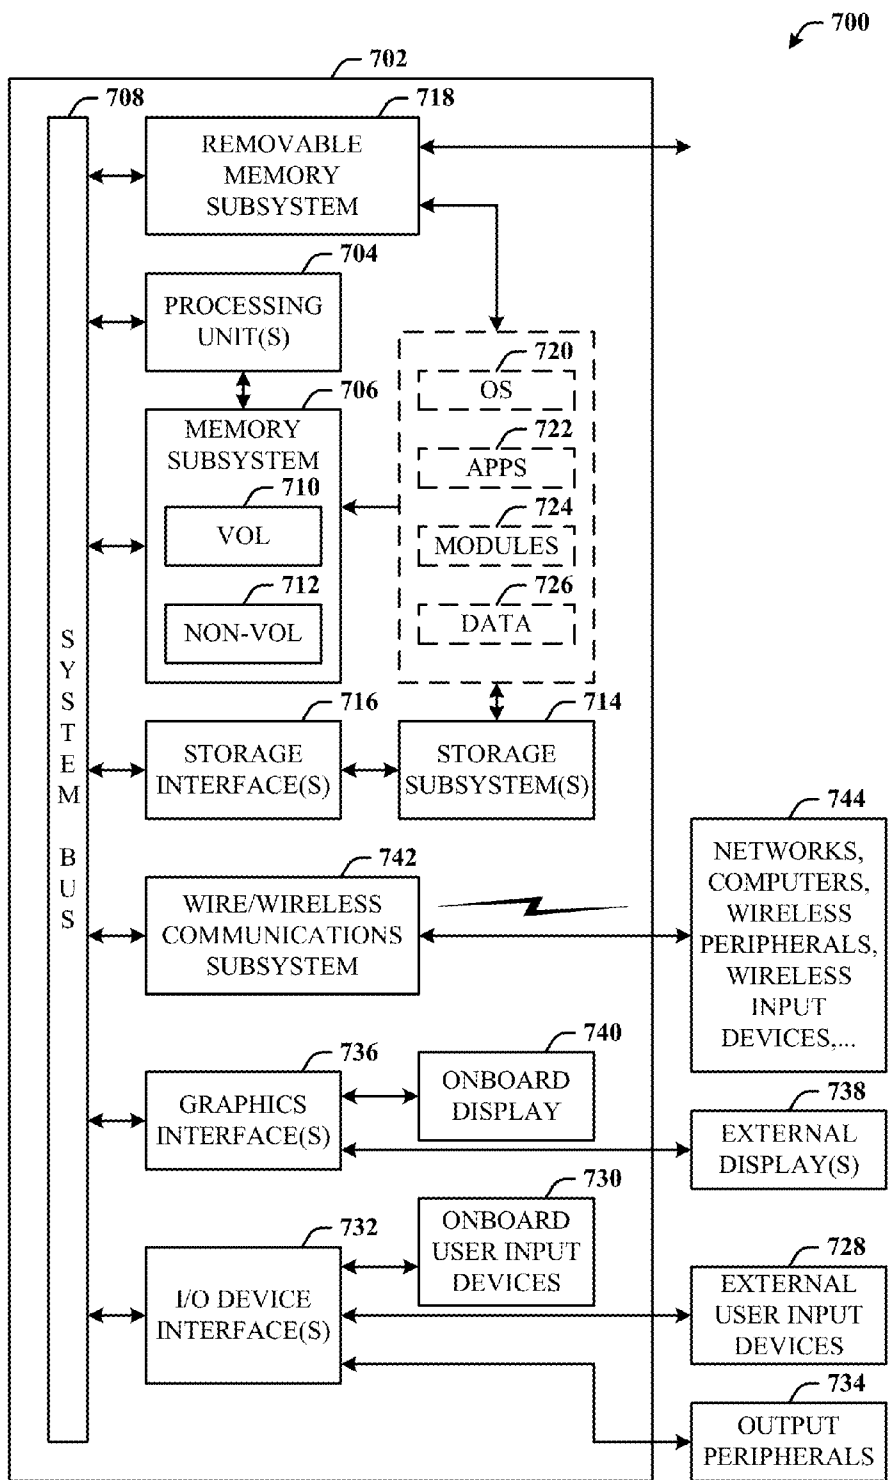 700
702
708
718
REMOVABLE
MEMORY
SUBSYSTEM
704
PROCESSING
UNIT(S)
720
OS
706
MEMORY
SUBSYSTEM
722
APPS
710
VOL
724
MODULES
712
NON-VOL
726
DATA
SYSTEM BUS
716
STORAGE
INTERFACE(S)
714
STORAGE
SUBSYSTEM(S)
742
WIRE/WIRELESS
COMMUNICATIONS
SUBSYSTEM
744
NETWORKS,
COMPUTERS,
WIRELESS
PERIPHERALS,
WIRELESS
INPUT
DEVICES,...
736
GRAPHICS
INTERFACE(S)
740
ONBOARD
DISPLAY
738
EXTERNAL
DISPLAY(S)
732
I/O DEVICE
INTERFACE(S)
730
ONBOARD
USER INPUT
DEVICES
728
EXTERNAL
USER INPUT
DEVICES
734
OUTPUT
PERIPHERALS